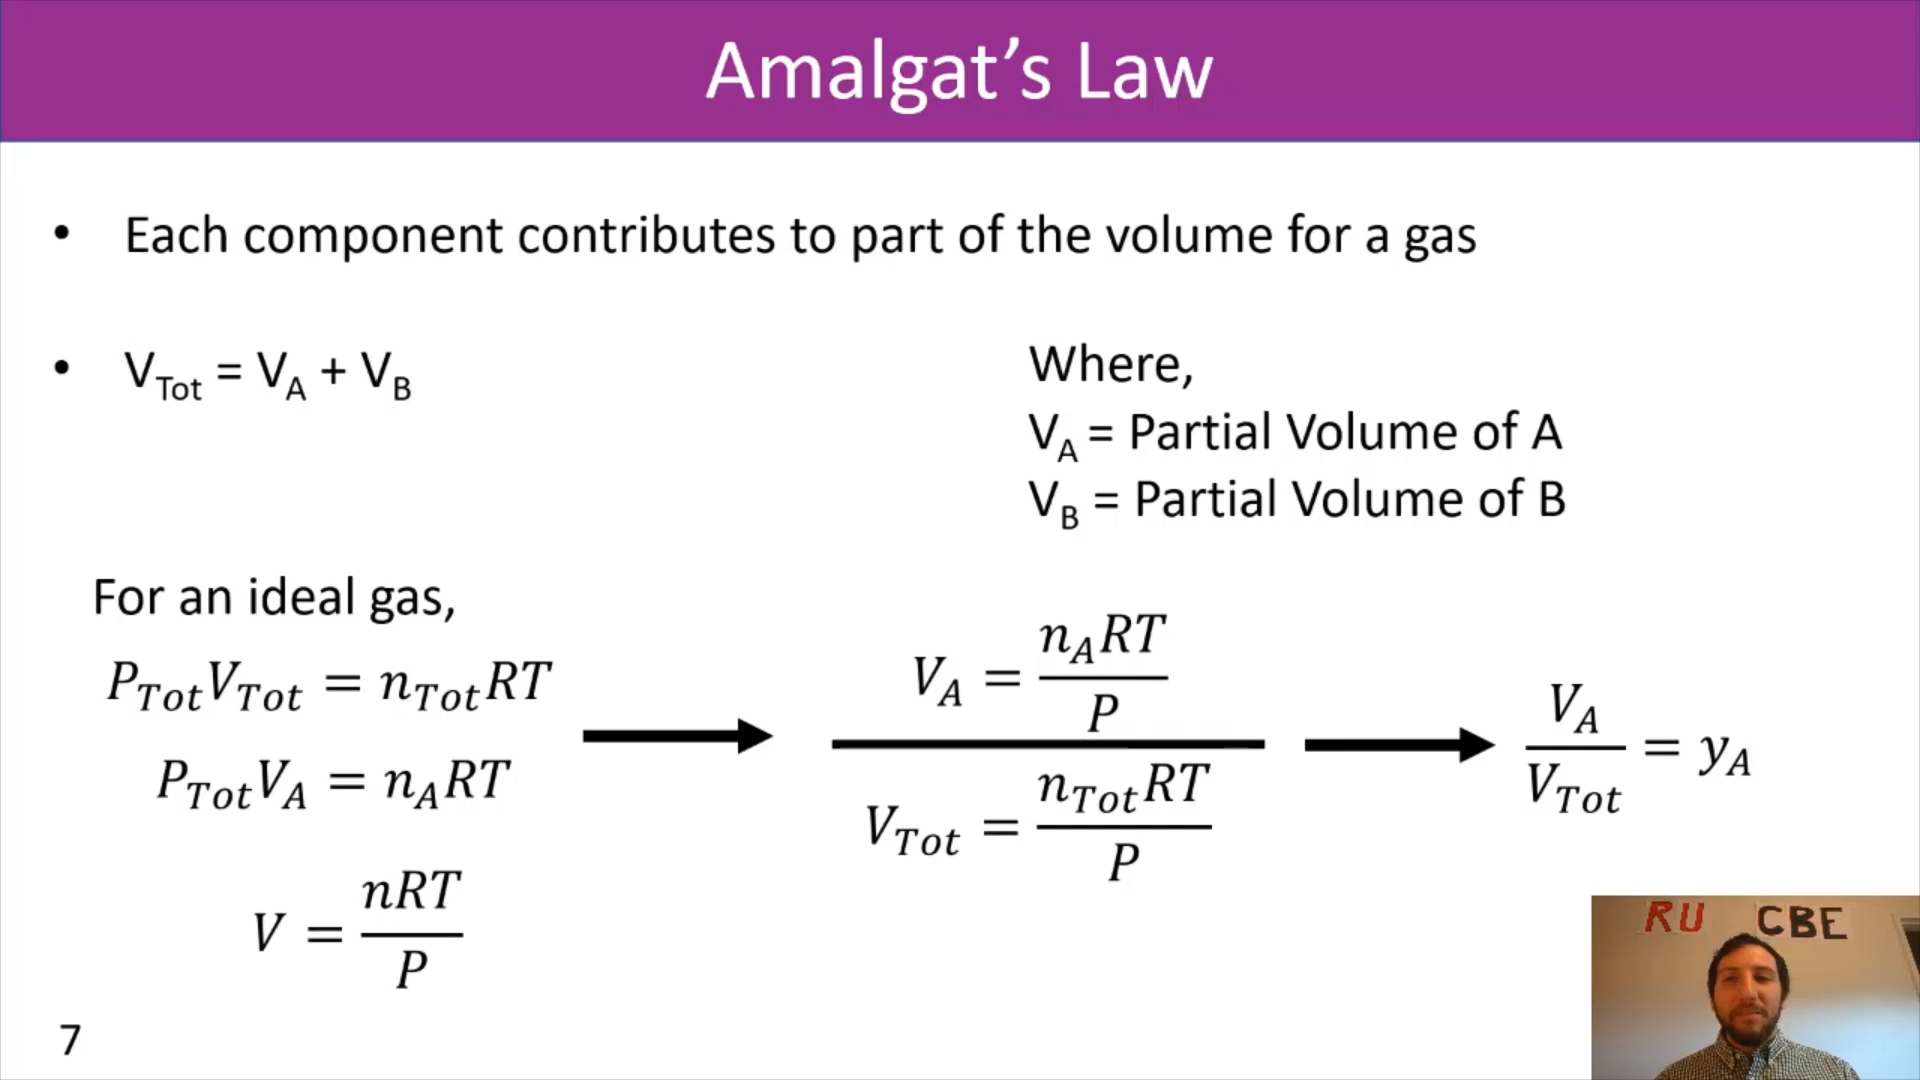 Amalgat’s Law
• Each component contributes to part of the volume for a gas
• V_Tot = V_A + V_B
Where,
V_A = Partial Volume of A
V_B = Partial Volume of B
For an ideal gas,
P_Tot V_Tot = n_Tot RT
P_Tot V_A = n_A RT
V = nRT / P
V_A = n_A RT / P
V_Tot = n_Tot RT / P
V_A / V_Tot = y_A
RU CBE
7